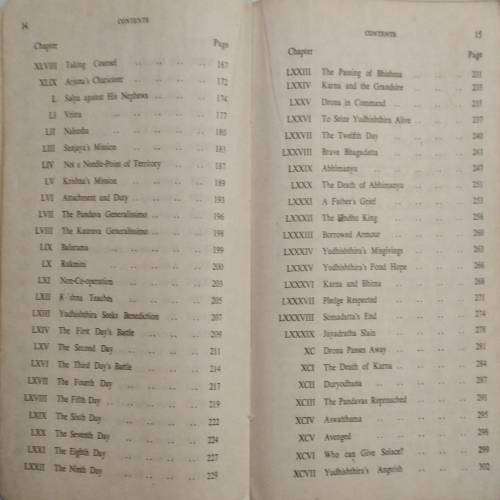 14
CONTENTS
Chapter Page
XLVIII Taking Counsel .. .. .. .. 167
XLIX Arjuna's Charioteer .. .. .. .. 172
L Salya against His Nephews .. .. .. 174
LI Vritra .. .. .. .. .. 177
LII Nahusha .. .. .. .. .. 180
LIII Sanjaya's Mission .. .. .. .. 183
LIV Not a Needle-Point of Territory .. .. 187
LV Krishna's Mission .. .. .. .. 189
LVI Attachment and Duty .. .. .. .. 193
LVII The Pandava Generalissimo .. .. .. 196
LVIII The Kaurava Generalissimo .. .. .. 198
LIX Balarama .. .. .. .. .. 199
LX Rukmini .. .. .. .. .. 200
LXI Non-Co-operation .. .. .. .. 203
LXII K shna Teaches .. .. .. .. 205
LXIII Yudhishthira Seeks Benediction .. .. 207
LXIV The First Day's Battle .. .. .. .. 209
LXV The Second Day .. .. .. .. 211
LXVI The Third Day's Battle .. .. .. .. 214
LXVII The Fourth Day .. .. .. .. 217
LXVIII The Fifth Day .. .. .. .. .. 219
LXIX The Sixth Day .. .. .. .. 222
LXX The Seventh Day .. .. .. .. 224
LXXI The Eighth Day .. .. .. .. 227
LXXII The Ninth Day .. .. .. .. 229
CONTENTS
15
Chapter Page
LXXIII The Passing of Bhishma .. .. .. 231
LXXIV Karna and the Grandsire .. .. .. 233
LXXV Drona in Command .. .. .. 235
LXXVI To Seize Yudhishthira Alive .. .. 237
LXXVII The Twelfth Day .. .. .. 240
LXXVIII Brave Bhagadatta .. .. .. 243
LXXIX Abhimanyu .. .. .. .. 247
LXXX The Death of Abhimanyu .. .. .. 251
LXXXI A Father's Grief .. .. .. 253
LXXXII The Sindhu King .. .. .. 256
LXXXIII Borrowed Armour .. .. .. 260
LXXXIV Yudhishthira's Misgivings .. .. 263
LXXXV Yudhishthira's Fond Hope .. .. 266
LXXXVI Karna and Bhima .. .. .. 268
LXXXVII Pledge Respected .. .. .. 271
LXXXVIII Somadatta's End .. .. .. 274
LXXXIX Jayadratha Slain .. .. .. 278
XC Drona Passes Away .. .. .. 281
XCI The Death of Karna .. .. .. 284
XCII Duryodhana .. .. .. .. 287
XCIII The Pandavas Reproached .. .. .. 291
XCIV Aswatthama .. .. .. .. 295
XCV Avenged .. .. .. .. 298
XCVI Who can Give Solace? .. .. .. 299
XCVII Yudhishthira's Anguish .. .. .. 302